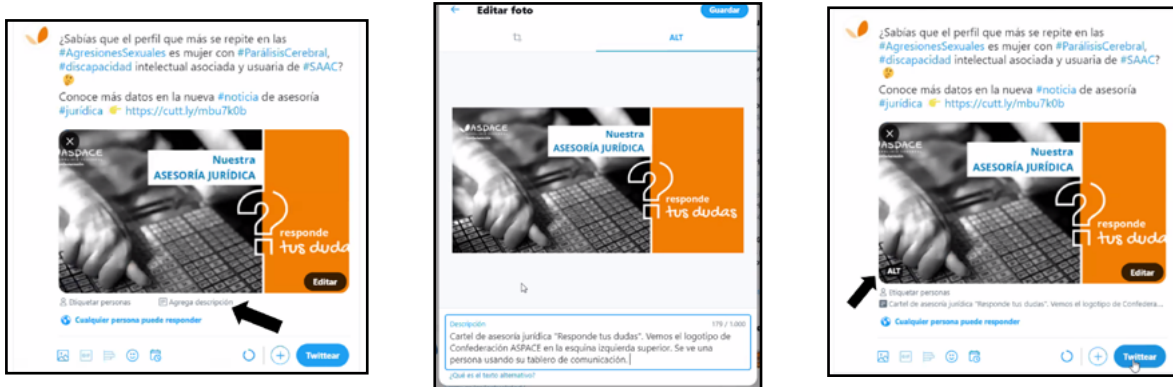 ¿Sabías que el perfil que más se repite en las
#AgresionesSexuales es mujer con #ParálisisCerebral,
#discapacidad intelectual asociada y usuaria de #SAAC?
Conoce más datos en la nueva #noticia de asesoría
#jurídica 👉 https://cutt.ly/mbu7k0b
ASPACE
Nuestra
ASESORÍA JURÍDICA
responde
tus duda
Editar
Etiquetar personas
Agrega descripción
Cualquier persona puede responder
GIF
Twittear
Editar foto
Guardar
ALT
ASPACE
Nuestra
ASESORÍA JURÍDICA
responde
tus dudas
Descripción
179 / 1.000
Cartel de asesoría jurídica "Responde tus dudas". Vemos el logotipo de
Confederación ASPACE en la esquina izquierda superior. Se ve una
persona usando su tablero de comunicación.
¿Qué es el texto alternativo?
¿Sabías que el perfil que más se repite en las
#AgresionesSexuales es mujer con #ParálisisCerebral,
#discapacidad intelectual asociada y usuaria de #SAAC?
Conoce más datos en la nueva #noticia de asesoría
#jurídica 👉 https://cutt.ly/mbu7k0b
ASPACE
Nuestra
ASESORÍA JURÍDICA
responde
tus duda
ALT
Editar
Etiquetar personas
Cartel de asesoría jurídica "Responde tus dudas". Vemos el logotipo de Confedera...
Cualquier persona puede responder
GIF
Twittear